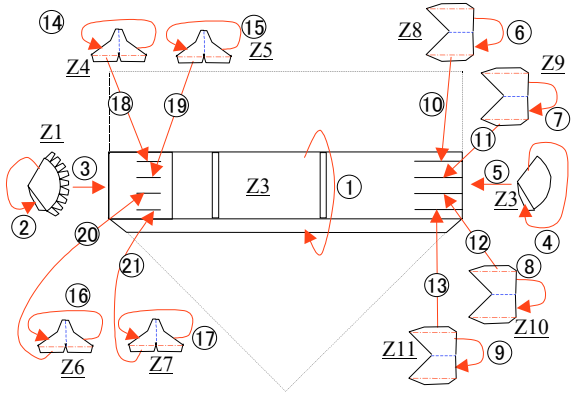 ⑭ ⑮ Z8 ⑥
Z4 Z5 Z9
⑱ ⑲ ⑩ ⑦
Z1 ⑪
③ ⑤
② Z3 ① Z3
⑳ ㉑ ⑫ ④
⑬ ⑧
⑯ ⑰ Z10
Z6 Z7 Z11 ⑨